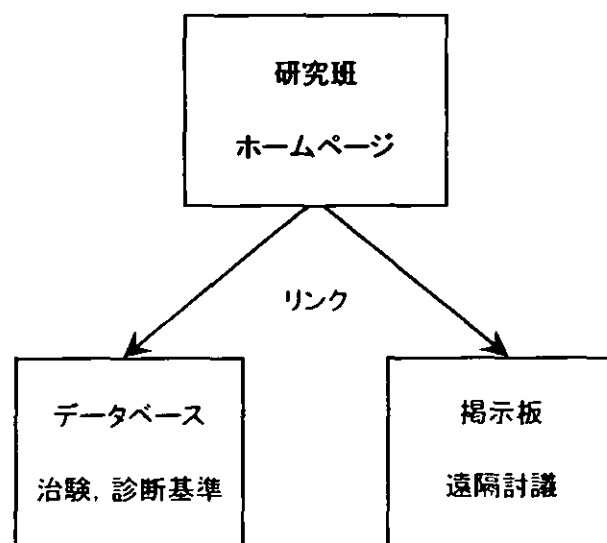 研究班
ホームページ
リンク
データベース
治験, 診断基準
掲示板
遠隔討議